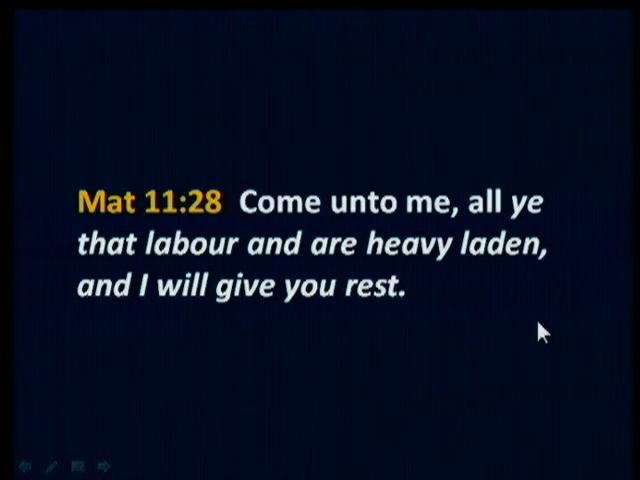 Mat 11:28 Come unto me, all ye
that labour and are heavy laden,
and I will give you rest.